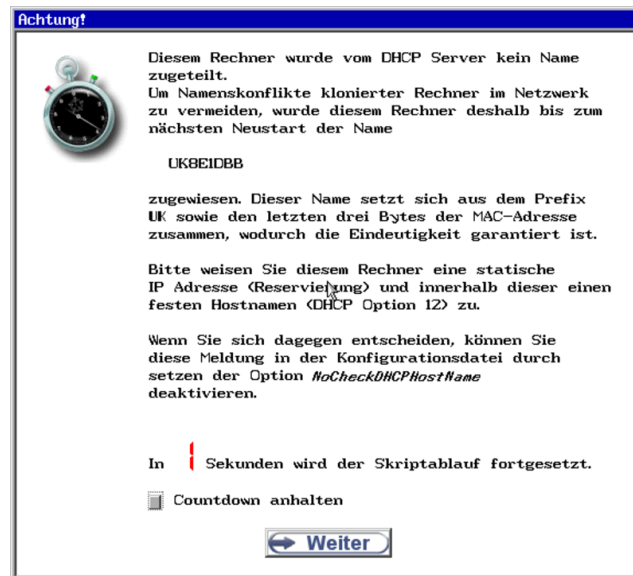 Achtung!
Diesem Rechner wurde vom DHCP Server kein Name
zugeteilt.
Um Namenskonflikte klonierter Rechner im Netzwerk
zu vermeiden, wurde diesem Rechner deshalb bis zum
nächsten Neustart der Name
UK8E1DBB
zugewiesen. Dieser Name setzt sich aus dem Prefix
UK sowie den letzten drei Bytes der MAC-Adresse
zusammen, wodurch die Eindeutigkeit garantiert ist.
Bitte weisen Sie diesem Rechner eine statische
IP Adresse (Reservierung) und innerhalb dieser einen
festen Hostnamen (DHCP Option 12) zu.
Wenn Sie sich dagegen entscheiden, können Sie
diese Meldung in der Konfigurationsdatei durch
setzen der Option NoCheckDHCPHostName
deaktivieren.
In 1 Sekunden wird der Skriptablauf fortgesetzt.
Countdown anhalten
Weiter